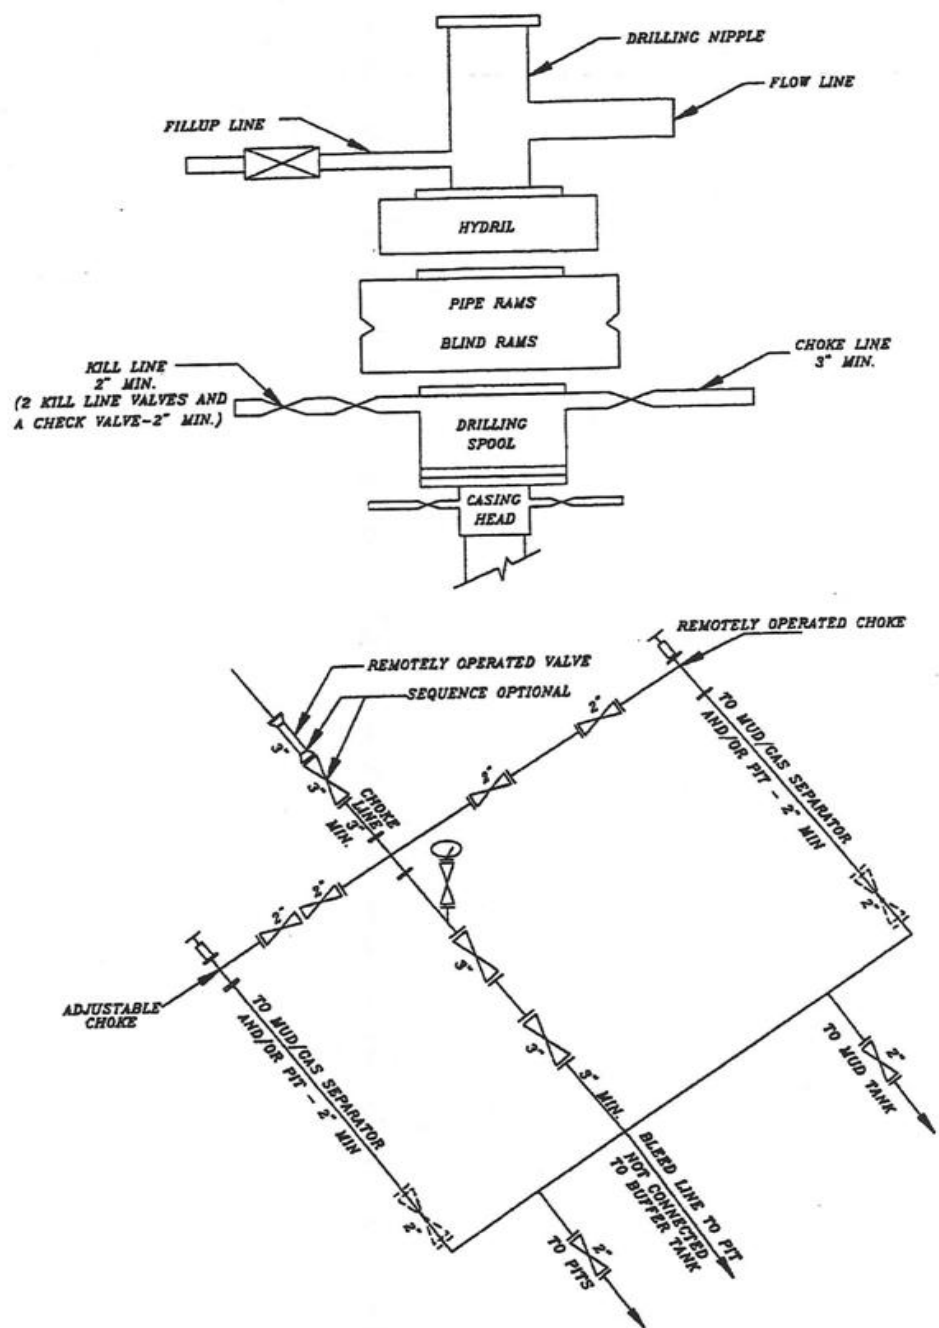 DRILLING NIPPLE
FLOW LINE
FILLUP LINE
HYDRIL
PIPE RAMS
BLIND RAMS
CHOKE LINE
3" MIN.
KILL LINE
2" MIN.
(2 KILL LINE VALVES AND
A CHECK VALVE-2" MIN.)
DRILLING
SPOOL
CASING
HEAD
REMOTELY OPERATED CHOKE
REMOTELY OPERATED VALVE
SEQUENCE OPTIONAL
3"
3"
CHOKE
LINE
3"
MIN.
2"
2"
2"
2"
TO MUD/GAS SEPARATOR
AND/OR PIT - 2" MIN
2"
ADJUSTABLE
CHOKE
TO MUD/GAS SEPARATOR
AND/OR PIT - 2" MIN
2"
3"
3"
3" MIN.
2"
TO MUD TANK
BLEED LINE TO PIT
NOT CONNECTED
TO BUFFER TANK
2"
TO PITS